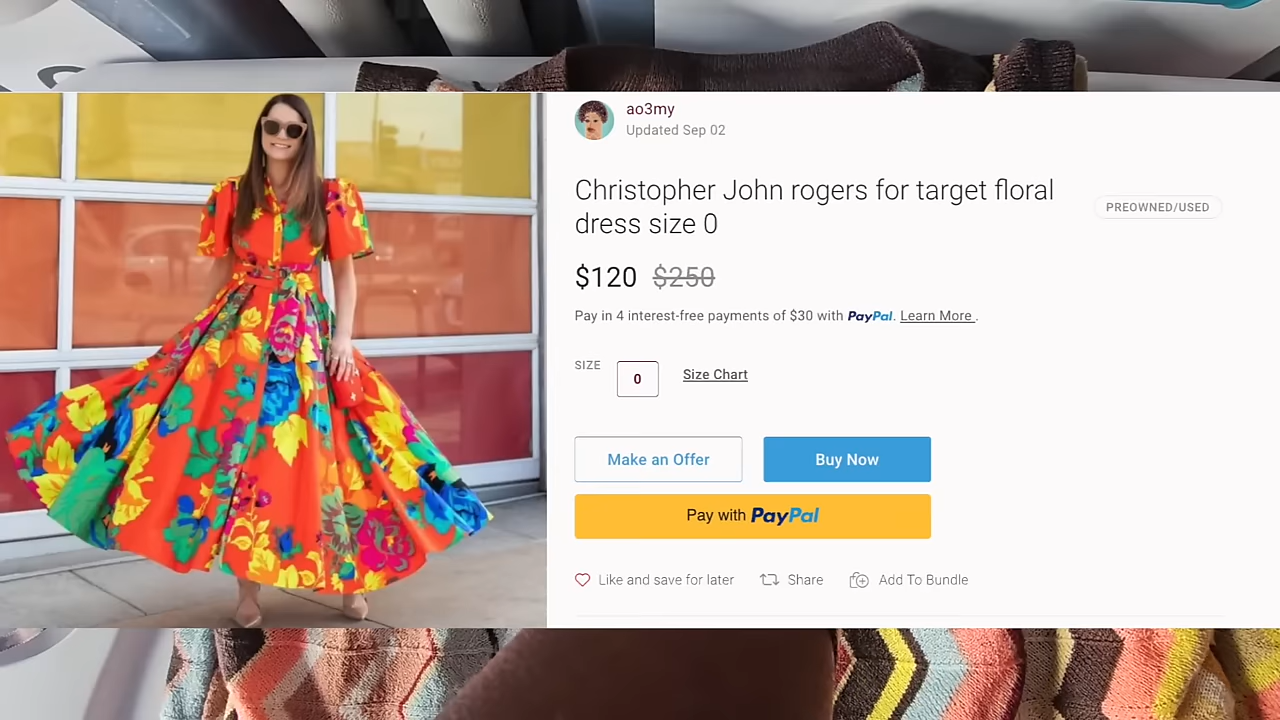 ao3my
Updated Sep 02
Christopher John rogers for target floral
dress size 0
PREOWNED/USED
$120 $250
Pay in 4 interest-free payments of $30 with PayPal. Learn More .
SIZE 0 Size Chart
Make an Offer Buy Now
Pay with PayPal
Like and save for later Share Add To Bundle